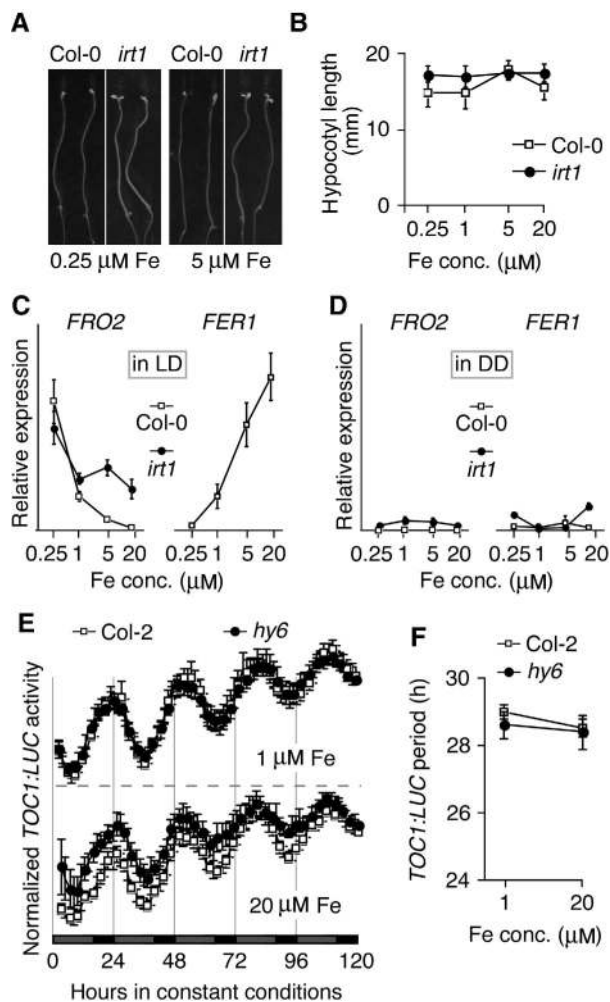 A
Col-0 irt1 Col-0 irt1
0.25 μM Fe 5 μM Fe
B
Hypocotyl length
(mm)
20
10
0
Col-0
irt1
0.25 1 5 20
Fe conc. (μM)
C
FRO2 FER1
in LD
Col-0
irt1
Relative expression
0.25 1 5 20 0.25 1 5 20
Fe conc. (μM)
D
FRO2 FER1
in DD
Col-0
irt1
Relative expression
0.25 1 5 20 0.25 1 5 20
Fe conc. (μM)
E
Col-2 hy6
Normalized TOC1:LUC activity
1 μM Fe
20 μM Fe
0 24 48 72 96 120
Hours in constant conditions
F
Col-2
hy6
TOC1:LUC period (h)
30
28
26
24
1 20
Fe conc. (μM)